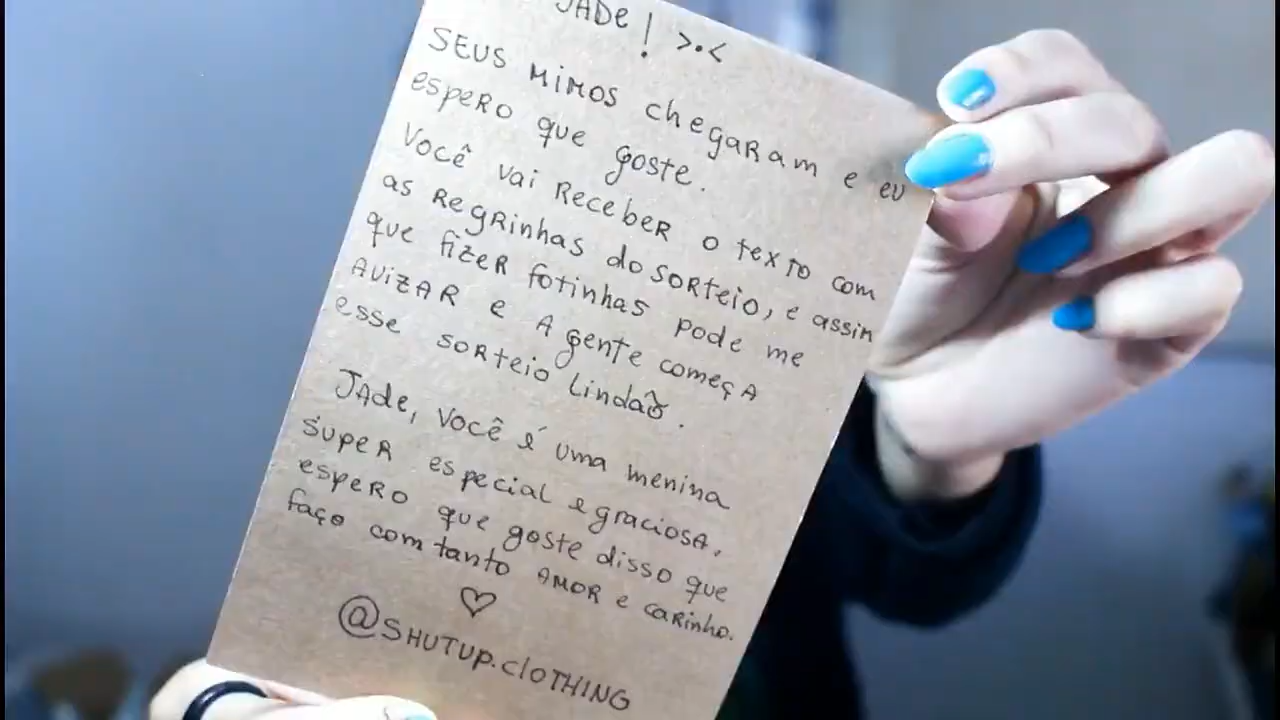 JADE! >.<
SEUS MIMOS chegaram e eu
espero que goste.
Você vai receber o texto com
as regrinhas do sorteio, e assim
que fizer fotinhas pode me
AVIZAR e A gente começA
esse sorteio lindão.
JAde, você é uma menina
super especial e graciosa,
espero que goste disso que
faço com tanto AMOR e carinho.
♡
@SHUTUP.CLOTHING